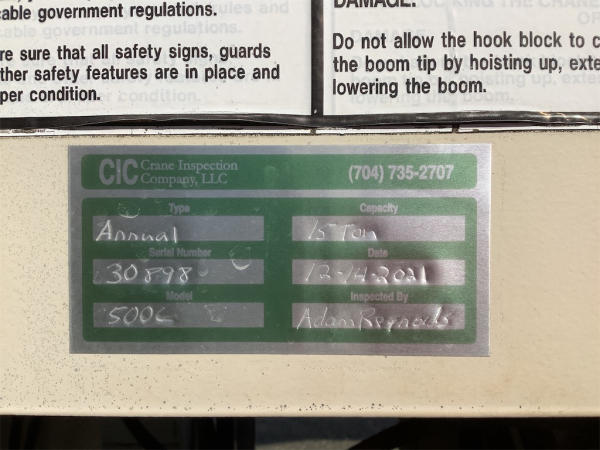 cable government regulations.
re sure that all safety signs, guards
ther safety features are in place and
per condition.
DAMAGE.
Do not allow the hook block to c
the boom tip by hoisting up, exte
lowering the boom.
CIC Crane Inspection
Company, LLC
(704) 735-2707
Type
Annual
Capacity
15 Ton
Serial Number
30898
Date
12-14-2021
Model
500C
Inspected By
Adam Reynolds